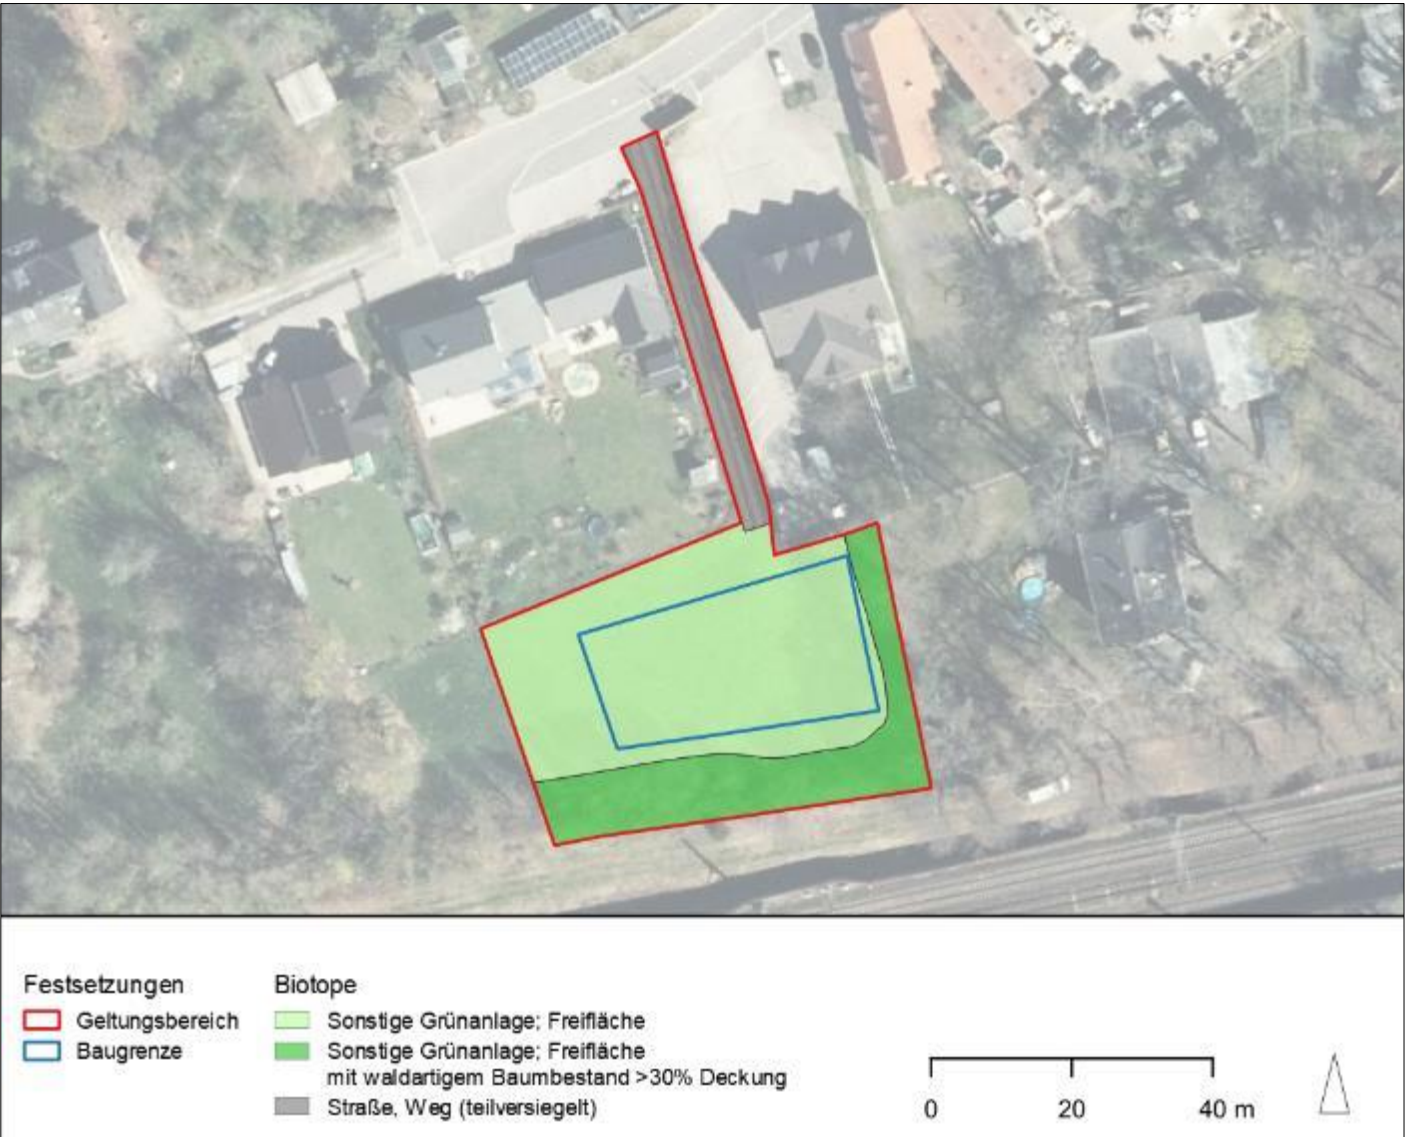 Festsetzungen
Geltungsbereich
Baugrenze
Biotope
Sonstige Grünanlage; Freifläche
Sonstige Grünanlage; Freifläche
mit waldartigem Baumbestand >30% Deckung
Straße, Weg (teilversiegelt)
0 20 40 m